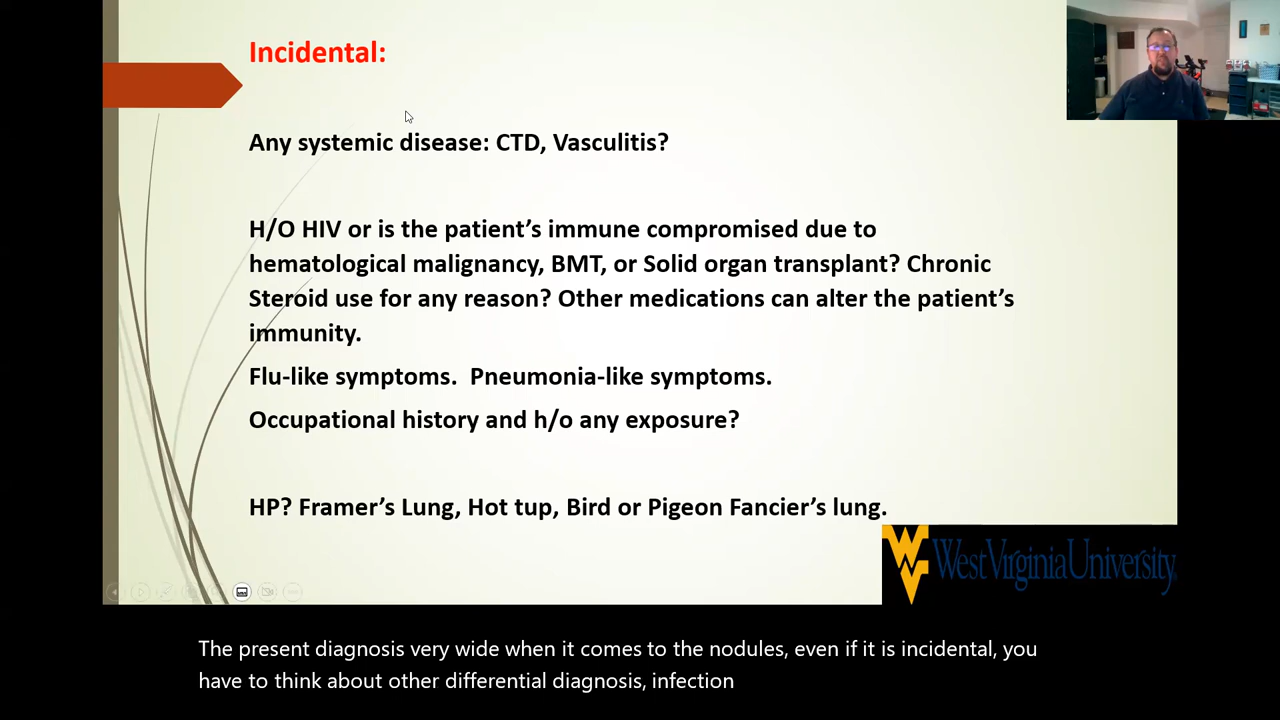 Incidental:
Any systemic disease: CTD, Vasculitis?
H/O HIV or is the patient’s immune compromised due to
hematological malignancy, BMT, or Solid organ transplant? Chronic
Steroid use for any reason? Other medications can alter the patient’s
immunity.
Flu-like symptoms.  Pneumonia-like symptoms.
Occupational history and h/o any exposure?
HP? Framer’s Lung, Hot tup, Bird or Pigeon Fancier’s lung.
WestVirginiaUniversity
The present diagnosis very wide when it comes to the nodules, even if it is incidental, you
have to think about other differential diagnosis, infection